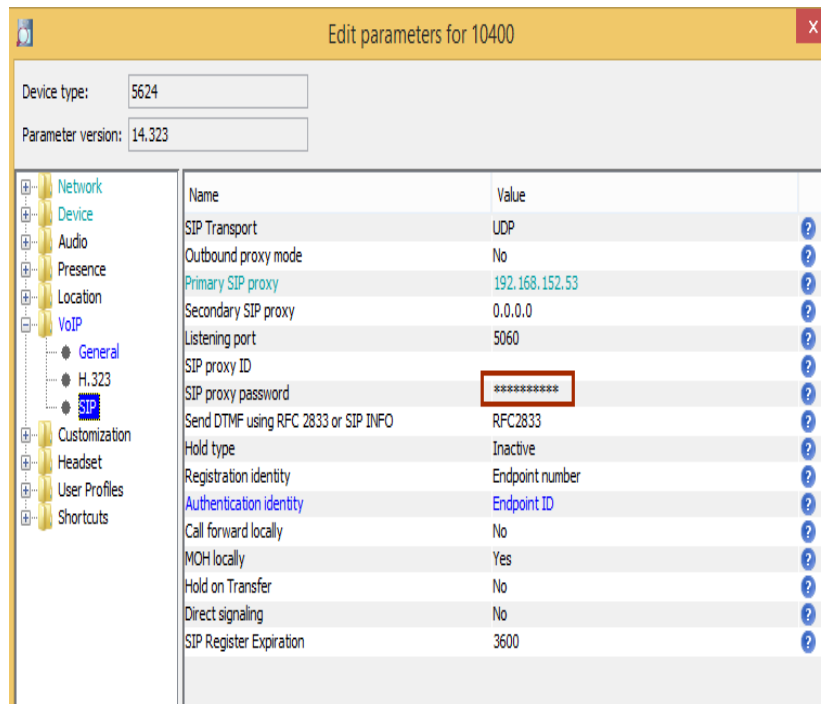 Edit parameters for 10400
x
Device type: 5624
Parameter version: 14.323
Network
Device
Audio
Presence
Location
VoIP
General
H.323
SIP
Customization
Headset
User Profiles
Shortcuts
Name Value
SIP Transport UDP
Outbound proxy mode No
Primary SIP proxy 192.168.152.53
Secondary SIP proxy 0.0.0.0
Listening port 5060
SIP proxy ID
SIP proxy password **********
Send DTMF using RFC 2833 or SIP INFO RFC2833
Hold type Inactive
Registration identity Endpoint number
Authentication identity Endpoint ID
Call forward locally No
MOH locally Yes
Hold on Transfer No
Direct signaling No
SIP Register Expiration 3600